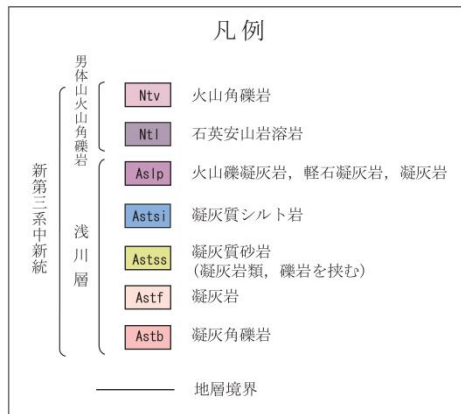 凡例
新第三系中新統
男体山火山角礫岩
Ntv 火山角礫岩
Ntl 石英安山岩溶岩
浅川層
Aslp 火山礫凝灰岩，軽石凝灰岩，凝灰岩
Astsi 凝灰質シルト岩
Astss 凝灰質砂岩
(凝灰岩類，礫岩を挟む)
Astf 凝灰岩
Astb 凝灰角礫岩
地層境界